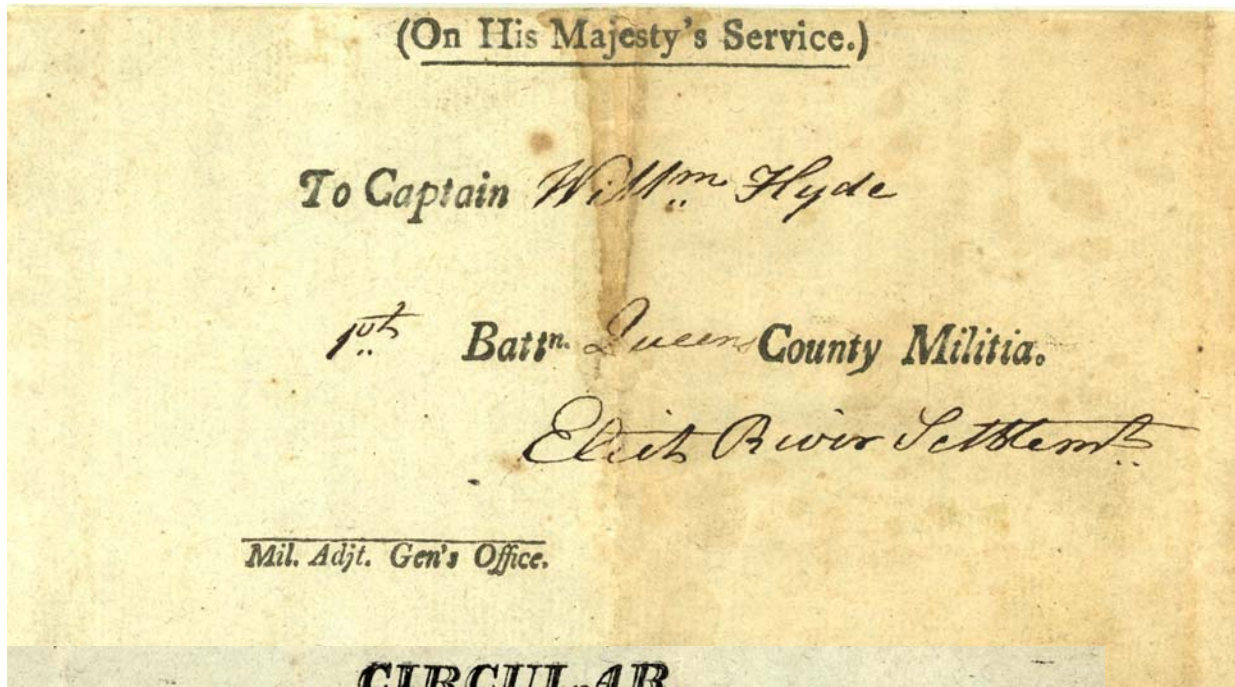 (On His Majesty's Service.)
To Captain Willm Hyde
1st Battn. Queens County Militia.
Eliot River Settlemt
Mil. Adjt. Gen's Office.
CIRCULAR